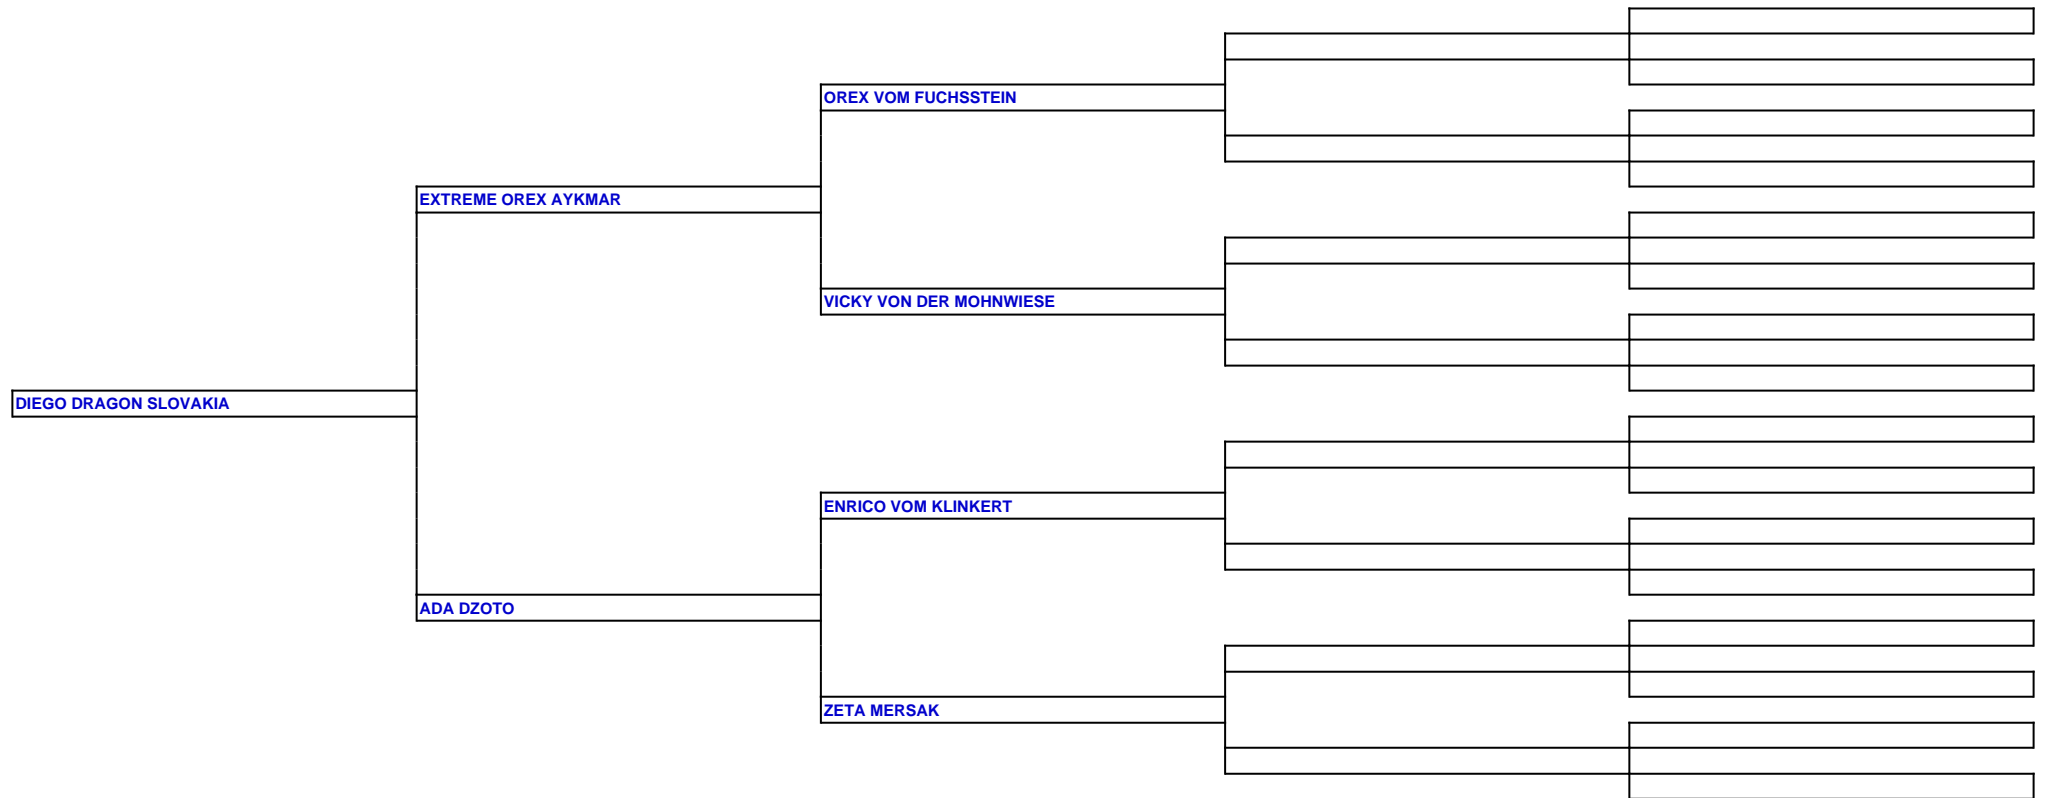 OREX VOM FUCHSSTEIN
EXTREME OREX AYKMAR
VICKY VON DER MOHNWIESE
DIEGO DRAGON SLOVAKIA
ENRICO VOM KLINKERT
ADA DZOTO
ZETA MERSAK